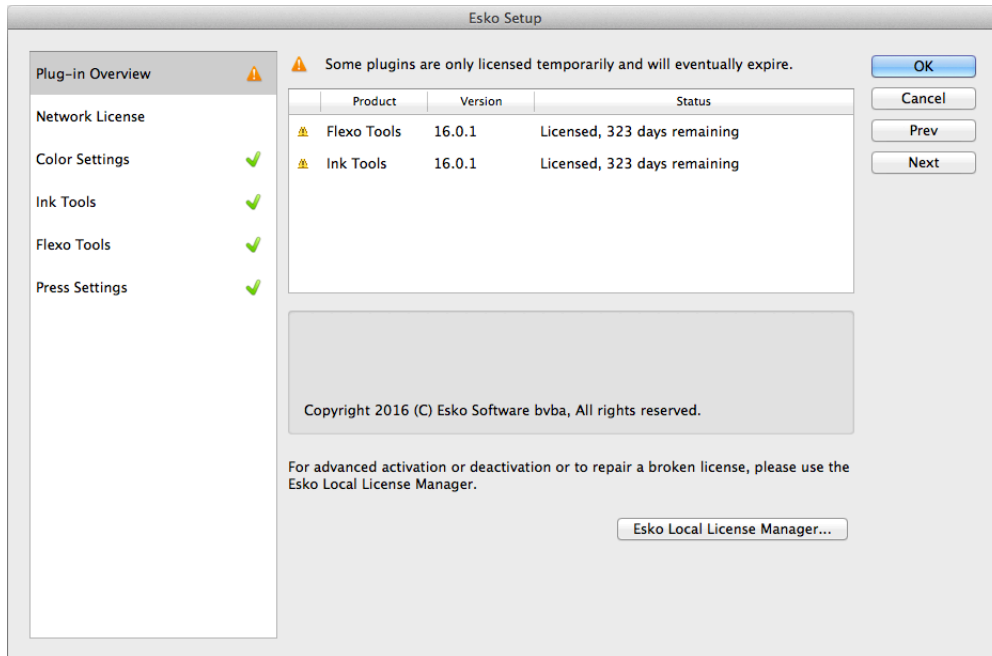 Esko Setup
Plug-in Overview
Network License
Color Settings
Ink Tools
Flexo Tools
Press Settings
Some plugins are only licensed temporarily and will eventually expire.
Product Version Status
Flexo Tools 16.0.1 Licensed, 323 days remaining
Ink Tools 16.0.1 Licensed, 323 days remaining
Copyright 2016 (C) Esko Software bvba, All rights reserved.
For advanced activation or deactivation or to repair a broken license, please use the
Esko Local License Manager.
Esko Local License Manager...
OK
Cancel
Prev
Next